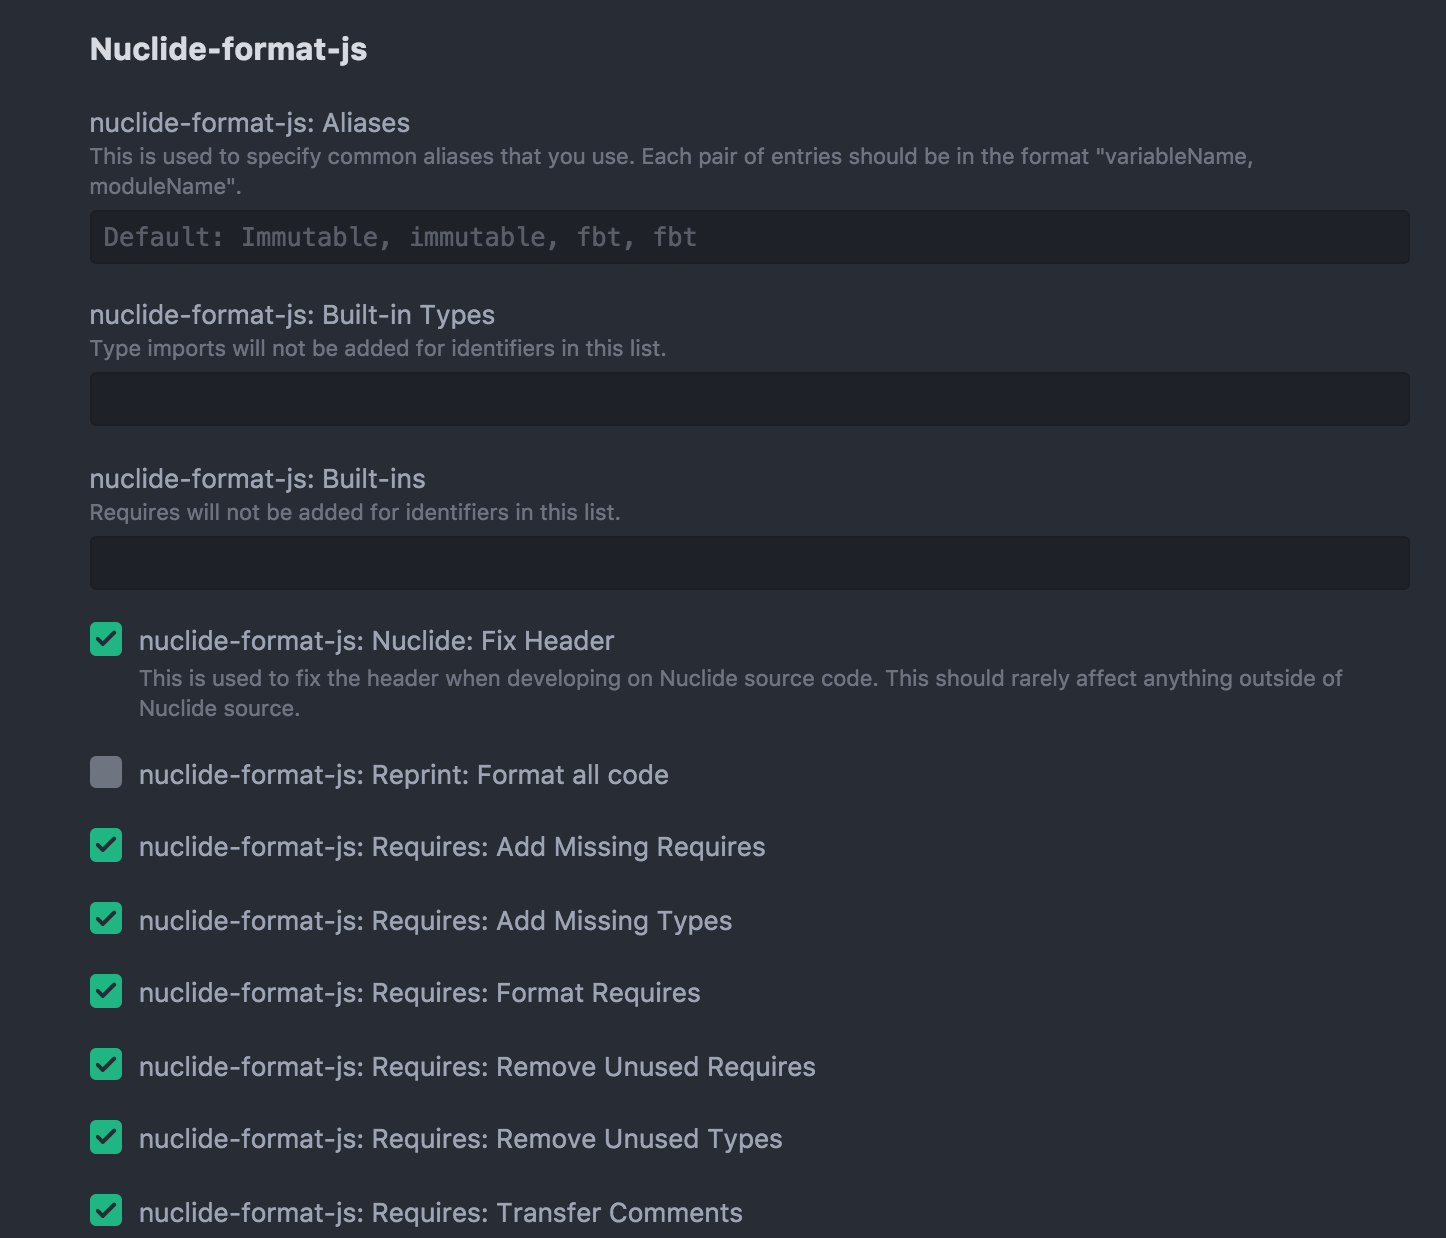 Nuclide-format-js
nuclide-format-js: Aliases
This is used to specify common aliases that you use. Each pair of entries should be in the format "variableName,
moduleName".
Default: Immutable, immutable, fbt, fbt
nuclide-format-js: Built-in Types
Type imports will not be added for identifiers in this list.
nuclide-format-js: Built-ins
Requires will not be added for identifiers in this list.
nuclide-format-js: Nuclide: Fix Header
This is used to fix the header when developing on Nuclide source code. This should rarely affect anything outside of
Nuclide source.
nuclide-format-js: Reprint: Format all code
nuclide-format-js: Requires: Add Missing Requires
nuclide-format-js: Requires: Add Missing Types
nuclide-format-js: Requires: Format Requires
nuclide-format-js: Requires: Remove Unused Requires
nuclide-format-js: Requires: Remove Unused Types
nuclide-format-js: Requires: Transfer Comments